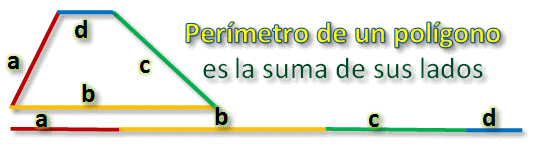 d
Perímetro de un polígono
a
c
es la suma de sus lados
b
a b c d